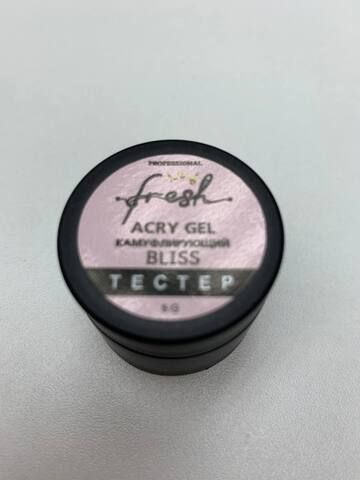 PROFESSIONAL
fresh
ACRY GEL
КАМУФЛИРУЮЩИЙ
BLISS
ТЕСТЕР